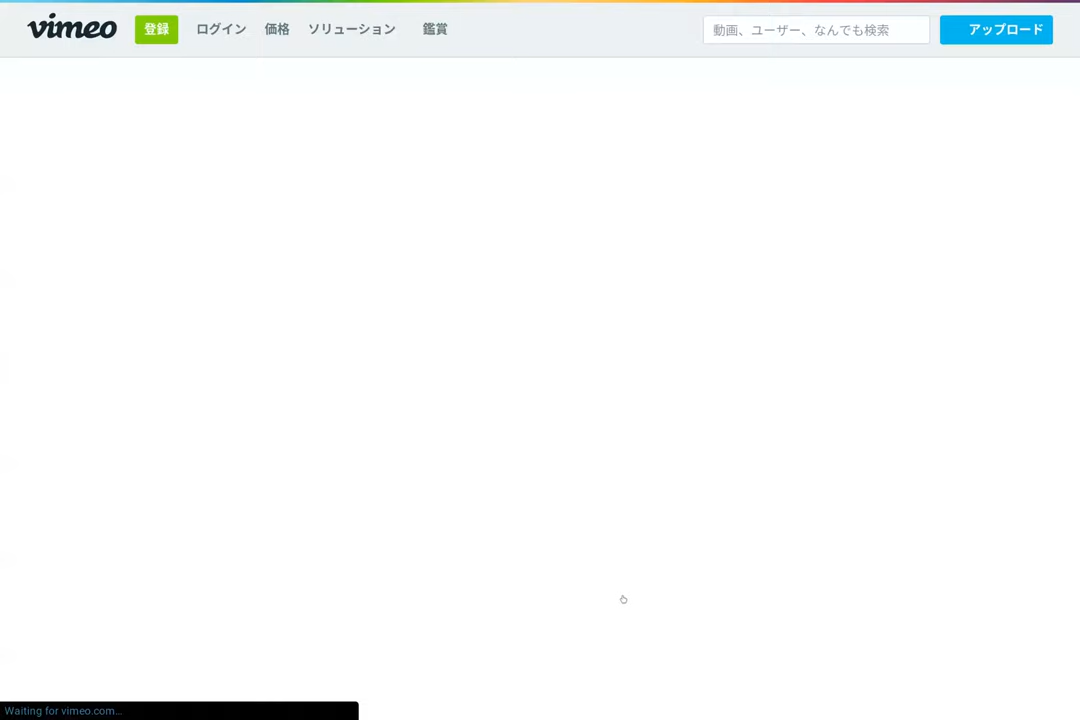 vimeo
登録
ログイン
価格
ソリューション
鑑賞
動画、ユーザー、なんでも検索
アップロード
Waiting for vimeo.com…